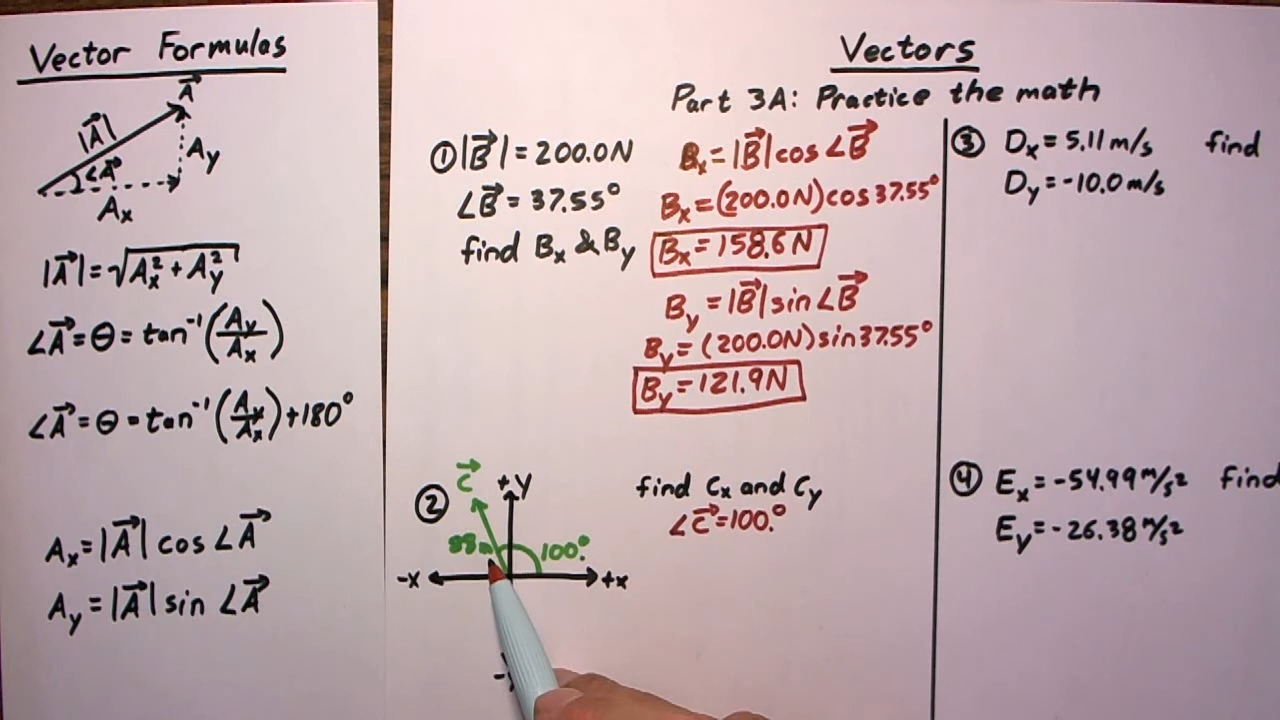 Vector Formulas
A⃗
|A⃗|
∠A⃗
Ay
Ax
|A⃗| = √(Ax² + Ay²)
∠A⃗ = θ = tan⁻¹(Ay/Ax)
∠A⃗ = θ = tan⁻¹(Ay/Ax) + 180°
Ax = |A⃗| cos ∠A⃗
Ay = |A⃗| sin ∠A⃗
Vectors
Part 3A: Practice the math
① |B⃗| = 200.0N
∠B⃗ = 37.55°
find Bx & By
Bx = |B⃗| cos ∠B⃗
Bx = (200.0N) cos 37.55°
Bx = 158.6N
By = |B⃗| sin ∠B⃗
By = (200.0N) sin 37.55°
By = 121.9N
②
C⃗
+y
88m
100.°
-x
+x
find Cx and Cy
∠C⃗ = 100.°
③ Dx = 5.11 m/s find
Dy = -10.0 m/s
④ Ex = -54.99 m/s² find
Ey = -26.38 m/s²